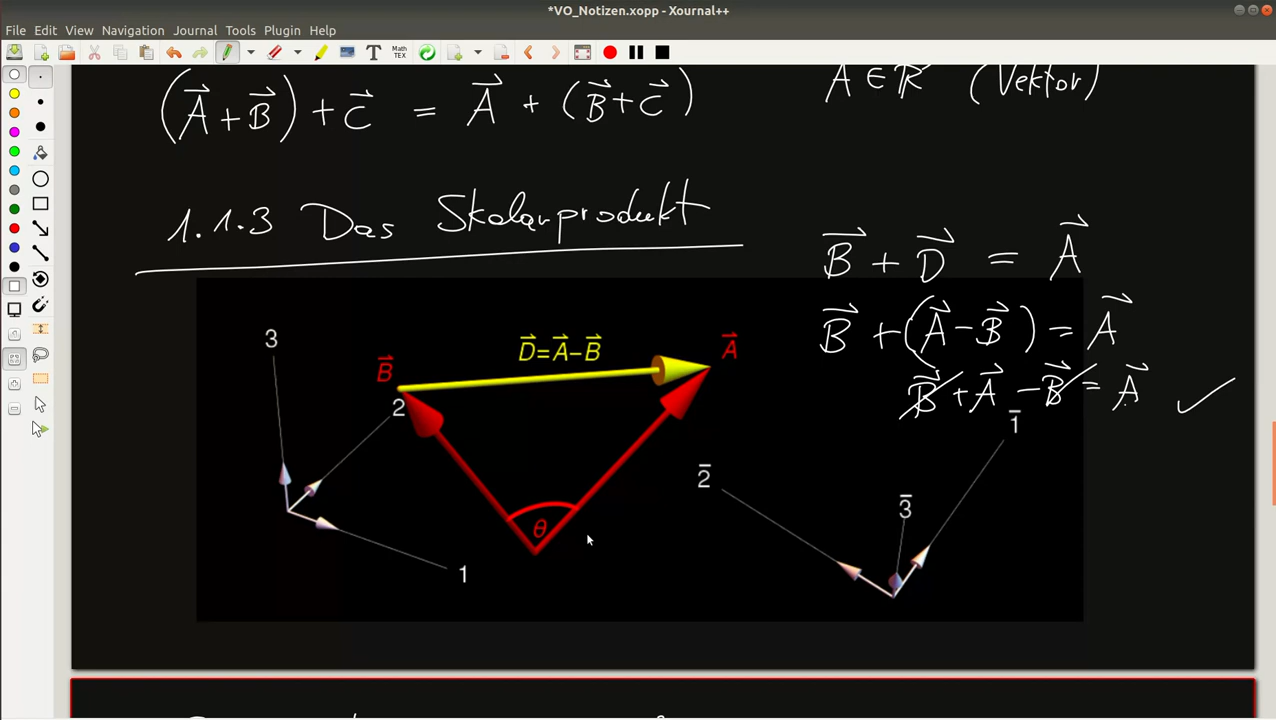 *VO_Notizen.xopp - Xournal++
File Edit View Navigation Journal Tools Plugin Help
(A⃗ + B⃗) + C⃗ = A⃗ + (B⃗ + C⃗)
A ∈ ℝ (Vektor)
1.1.3 Das Skalarprodukt
B⃗ + D⃗ = A⃗
B⃗ + (A⃗ - B⃗) = A⃗
B⃗ + A⃗ - B⃗ = A⃗ ✓
3
2
1
B⃗
D⃗=A⃗-B⃗
A⃗
θ
1̅
2̅
3̅